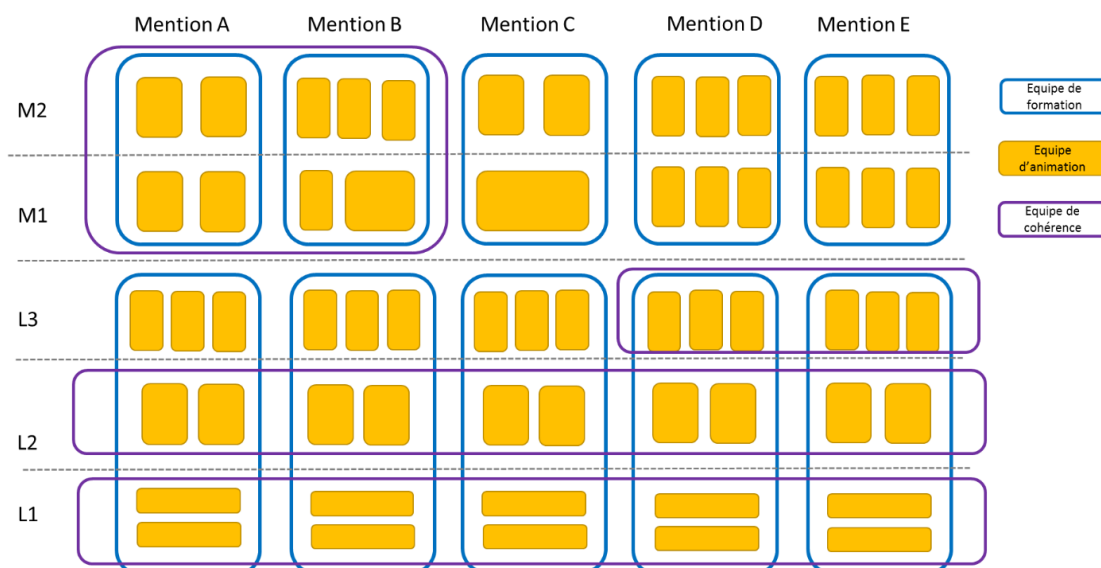 Mention A Mention B Mention C Mention D Mention E
M2
Equipe de
formation
Equipe
d'animation
M1
Equipe de
cohérence
L3
L2
L1